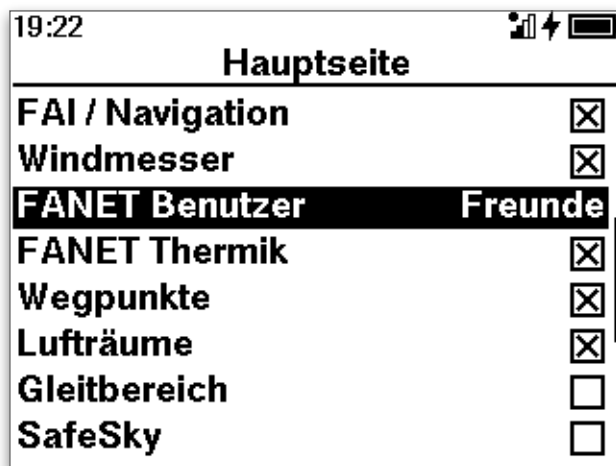 19:22
Hauptseite
FAI / Navigation
Windmesser
FANET Benutzer Freunde
FANET Thermik
Wegpunkte
Lufträume
Gleitbereich
SafeSky